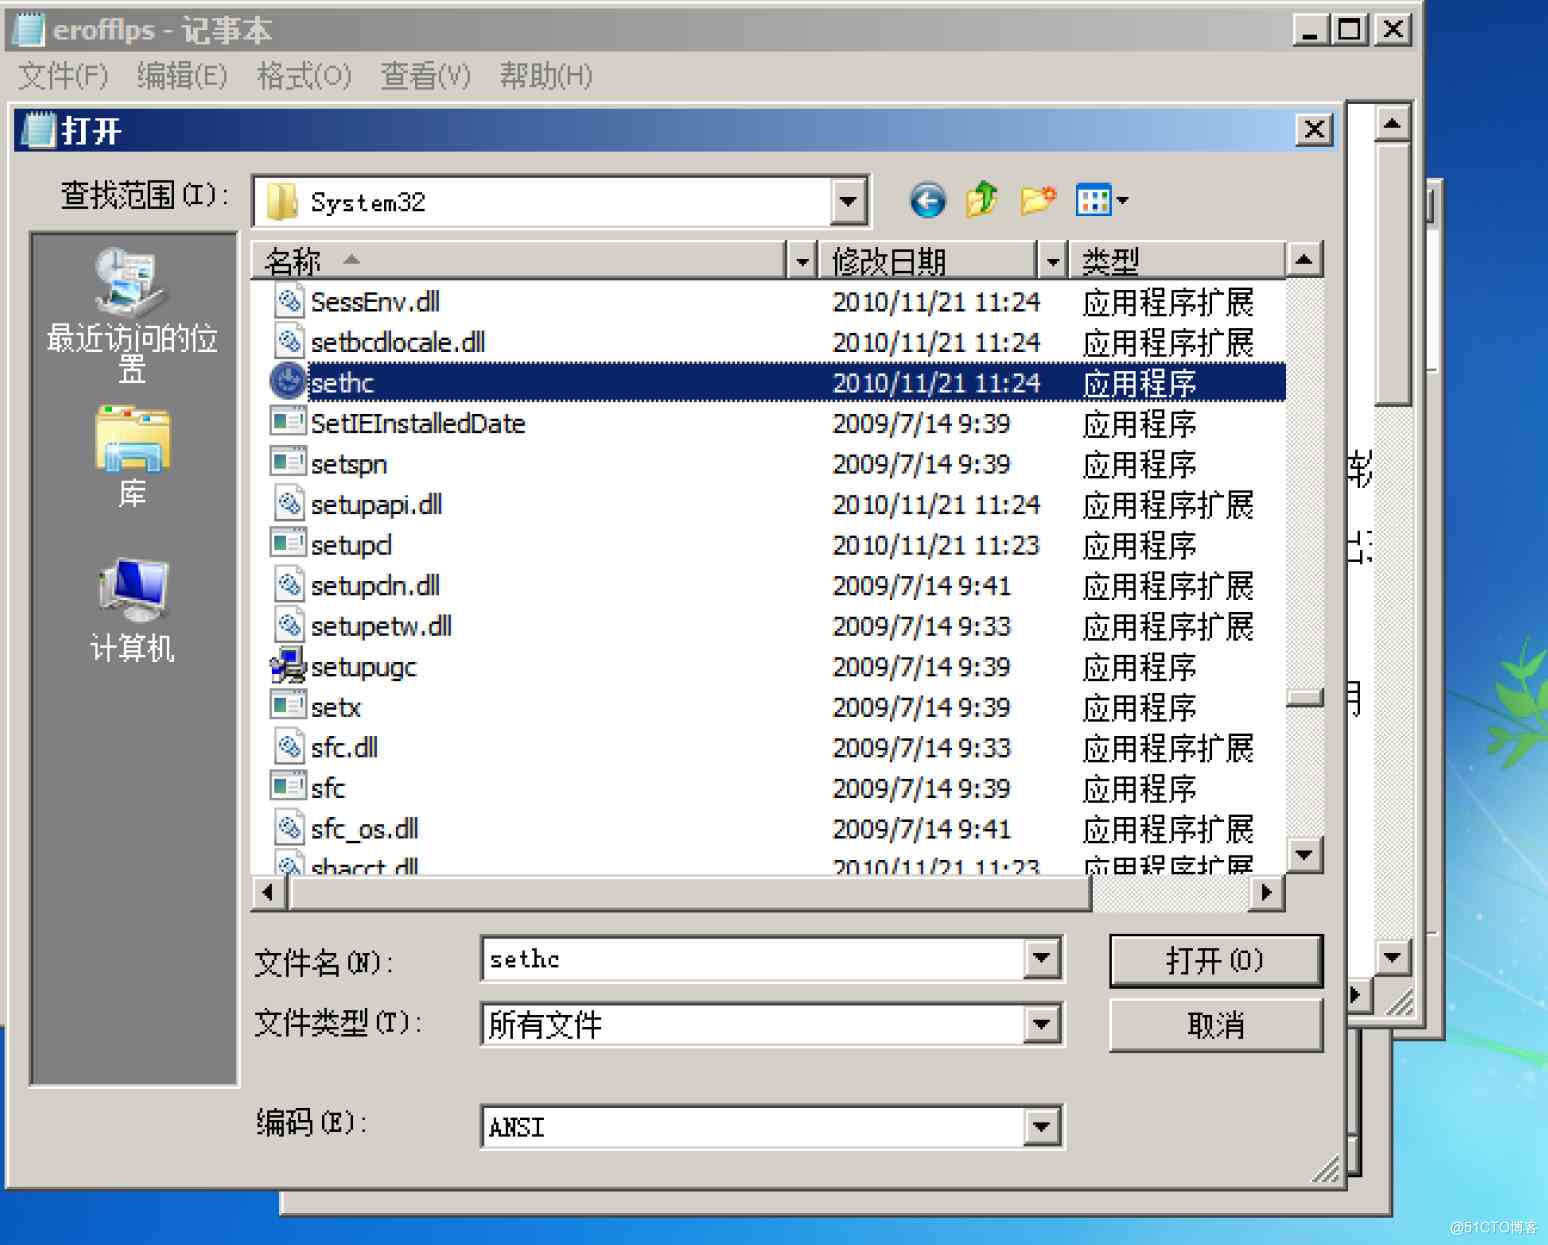 erofflps - 记事本
文件(F) 编辑(E) 格式(O) 查看(V) 帮助(H)
打开
查找范围(I): System32
最近访问的位
置
库
计算机
名称 修改日期 类型
SessEnv.dll 2010/11/21 11:24 应用程序扩展
setbcdlocale.dll 2010/11/21 11:24 应用程序扩展
sethc 2010/11/21 11:24 应用程序
SetIEInstalledDate 2009/7/14 9:39 应用程序
setspn 2009/7/14 9:39 应用程序
setupapi.dll 2010/11/21 11:24 应用程序扩展
setupcl 2010/11/21 11:23 应用程序
setupcln.dll 2009/7/14 9:41 应用程序扩展
setupetw.dll 2009/7/14 9:33 应用程序扩展
setupugc 2009/7/14 9:39 应用程序
setx 2009/7/14 9:39 应用程序
sfc.dll 2009/7/14 9:33 应用程序扩展
sfc 2009/7/14 9:39 应用程序
sfc_os.dll 2009/7/14 9:41 应用程序扩展
shacct.dll 2010/11/21 11:23 应用程序扩展
文件名(N): sethc 打开(O)
文件类型(T): 所有文件 取消
编码(E): ANSI
软
出
用
@51CTO博客